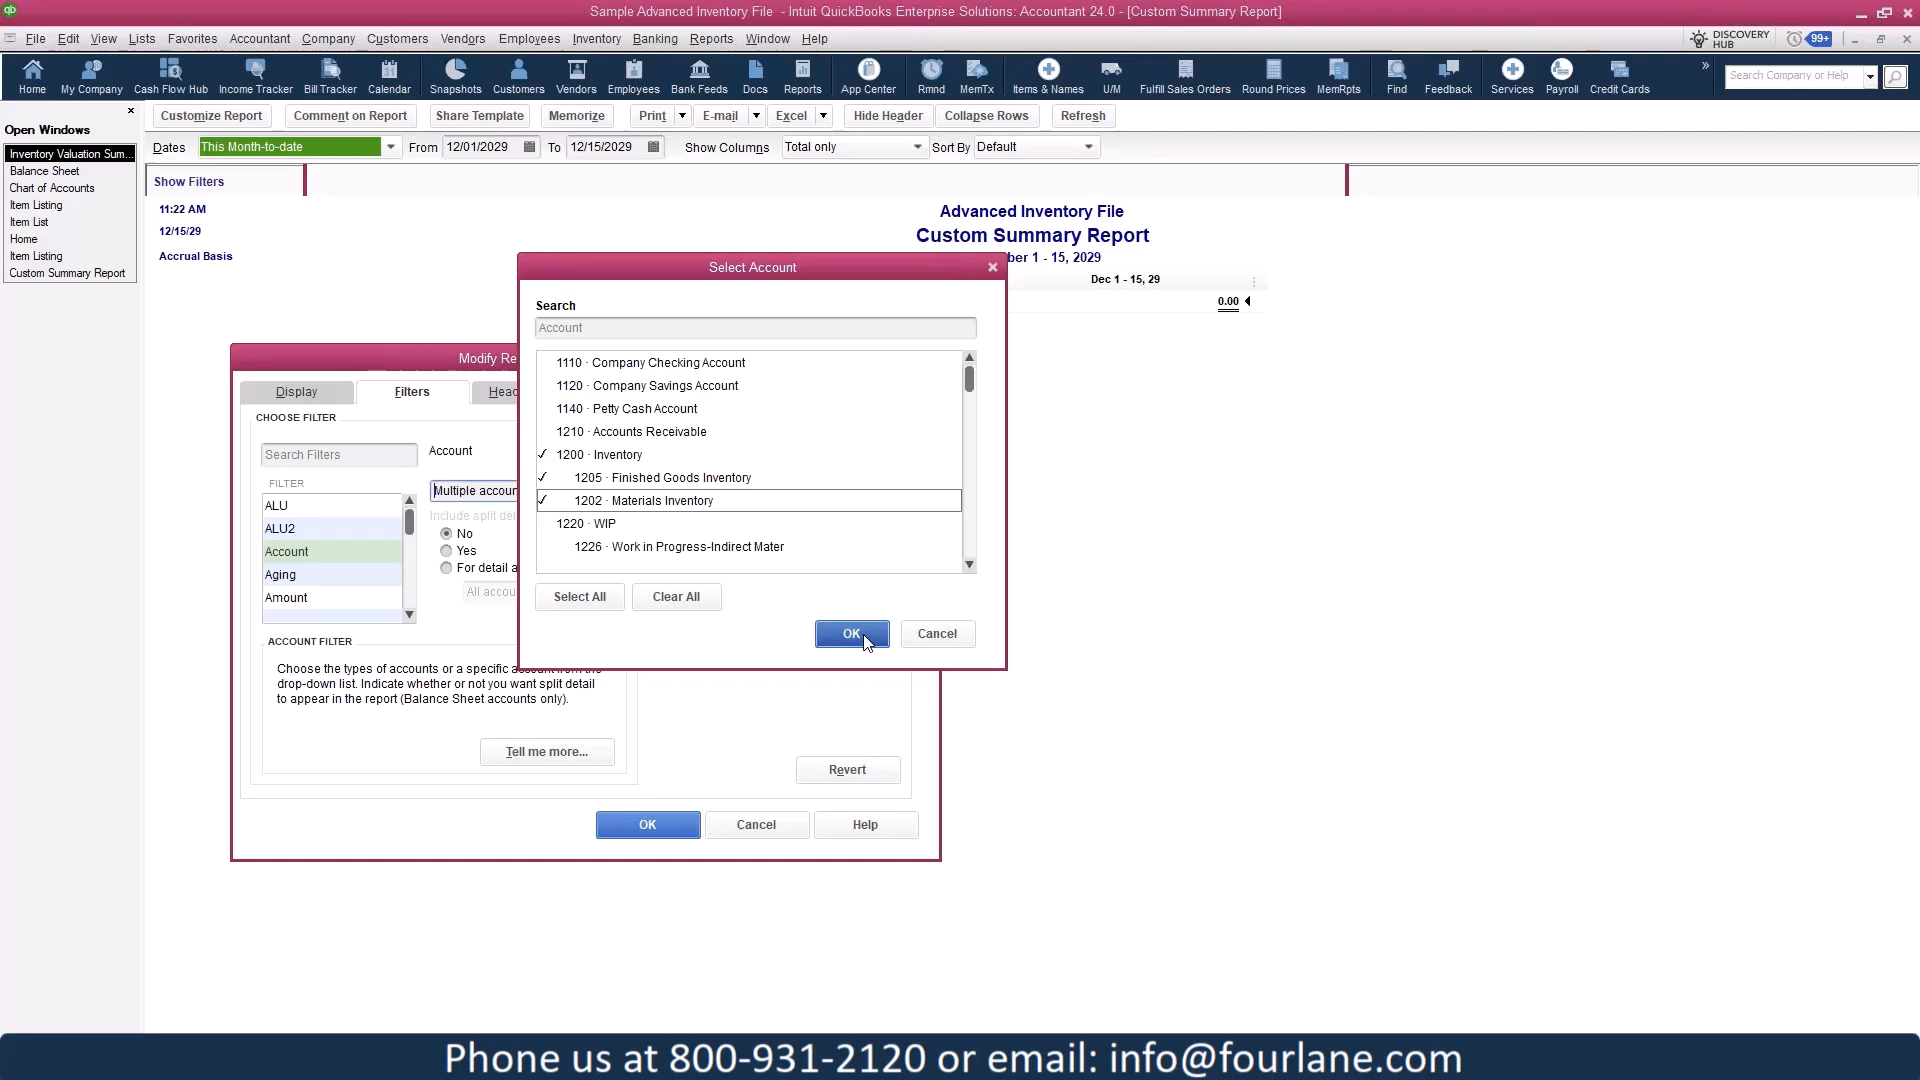 Sample Advanced Inventory File - Intuit QuickBooks Enterprise Solutions: Accountant 24.0 - [Custom Summary Report]
File Edit View Lists Favorites Accountant Company Customers Vendors Employees Inventory Banking Reports Window Help
DISCOVERY HUB 99+
Home My Company Cash Flow Hub Income Tracker Bill Tracker Calendar Snapshots Customers Vendors Employees Bank Feeds Docs Reports App Center Rmnd MemTx Items & Names U/M Fulfill Sales Orders Round Prices MemRpts Find Feedback Services Payroll Credit Cards
Search Company or Help
Customize Report Comment on Report Share Template Memorize Print E-mail Excel Hide Header Collapse Rows Refresh
Open Windows
Dates This Month-to-date From 12/01/2029 To 12/15/2029 Show Columns Total only Sort By Default
Inventory Valuation Sum...
Balance Sheet
Chart of Accounts
Item Listing
Item List
Home
Item Listing
Custom Summary Report
Show Filters
11:22 AM
12/15/29
Accrual Basis
Advanced Inventory File
Custom Summary Report
ber 1 - 15, 2029
Dec 1 - 15, 29
0.00
Select Account
Search
Account
1110 · Company Checking Account
1120 · Company Savings Account
1140 · Petty Cash Account
1210 · Accounts Receivable
✓ 1200 · Inventory
✓ 1205 · Finished Goods Inventory
✓ 1202 · Materials Inventory
1220 · WIP
1226 · Work in Progress-Indirect Mater
Select All Clear All
OK Cancel
Modify Re
Display Filters Head
CHOOSE FILTER
Search Filters
FILTER
ALU
ALU2
Account
Aging
Amount
Account
Multiple accoun
Include split det
No
Yes
For detail a
All accou
ACCOUNT FILTER
Choose the types of accounts or a specific account from the
drop-down list. Indicate whether or not you want split detail
to appear in the report (Balance Sheet accounts only).
Tell me more...
Revert
OK Cancel Help
Phone us at 800-931-2120 or email: info@fourlane.com